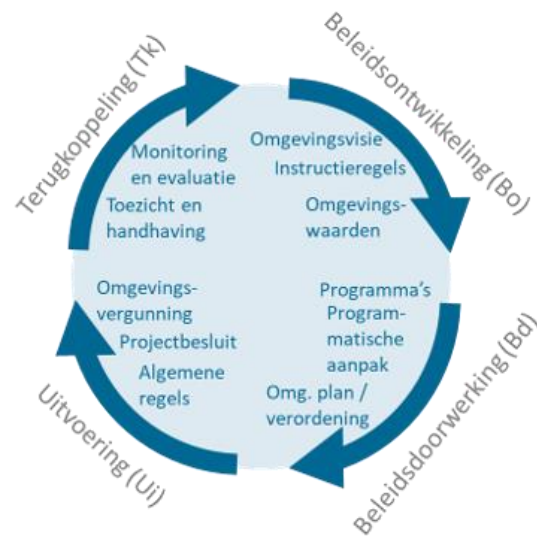 Terugkoppeling (Tk)
Beleidsontwikkeling (Bo)
Monitoring
en evaluatie
Toezicht en
handhaving
Omgevingsvisie
Instructieregels
Omgevings-
waarden
Programma's
Program-
matische
aanpak
Omg. plan /
verordening
Omgevings-
vergunning
Projectbesluit
Algemene
regels
Uitvoering (Ui)
Beleidsdoorwerking (Bd)